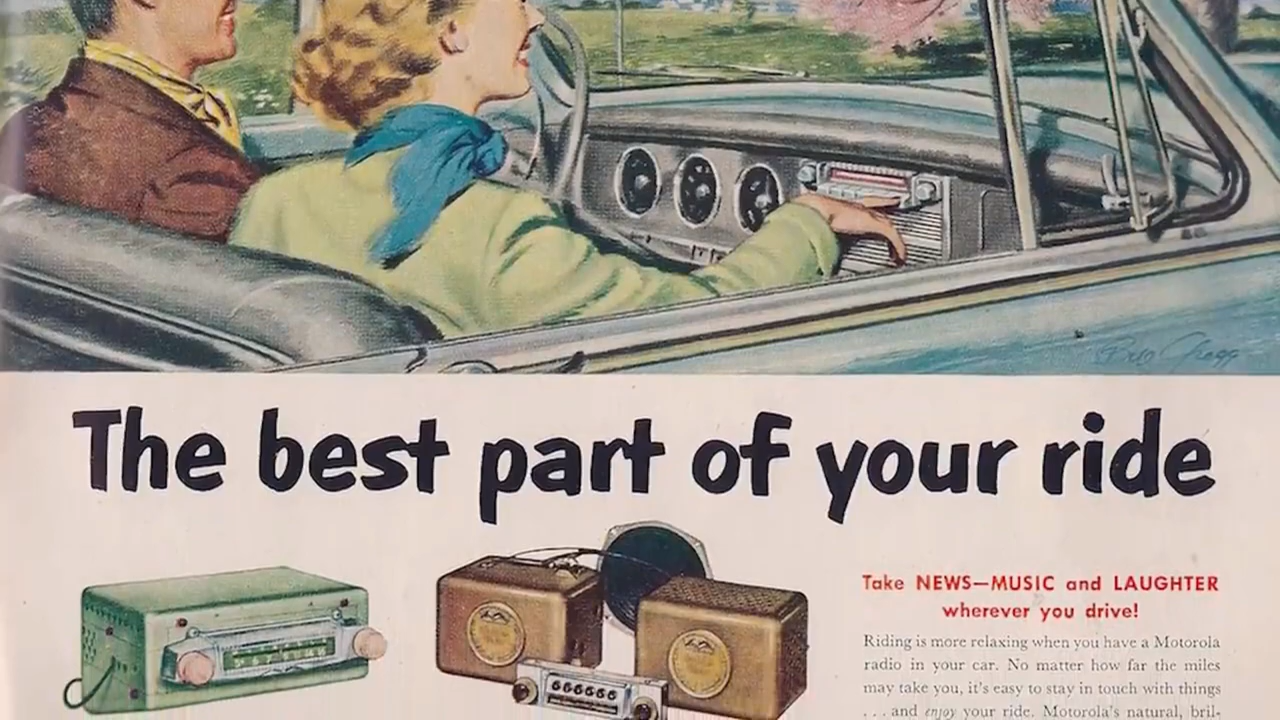 The best part of your ride
Take NEWS—MUSIC and LAUGHTER
wherever you drive!
Riding is more relaxing when you have a Motorola
radio in your car. No matter how far the miles
may take you, it's easy to stay in touch with things
. . . and enjoy your ride. Motorola's natural, bril-